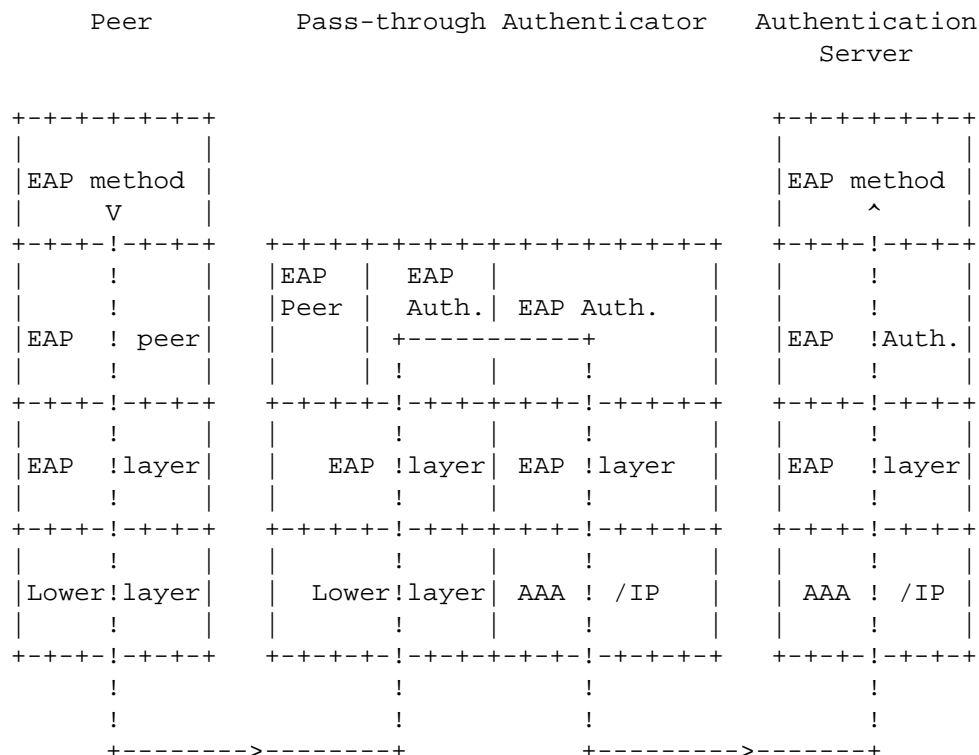 Peer Pass-through Authenticator Authentication
Server
EAP method EAP method
V ^
EAP EAP
Peer Auth. EAP Auth.
EAP peer EAP Auth.
EAP layer EAP layer EAP layer EAP layer
Lower layer Lower layer AAA /IP AAA /IP